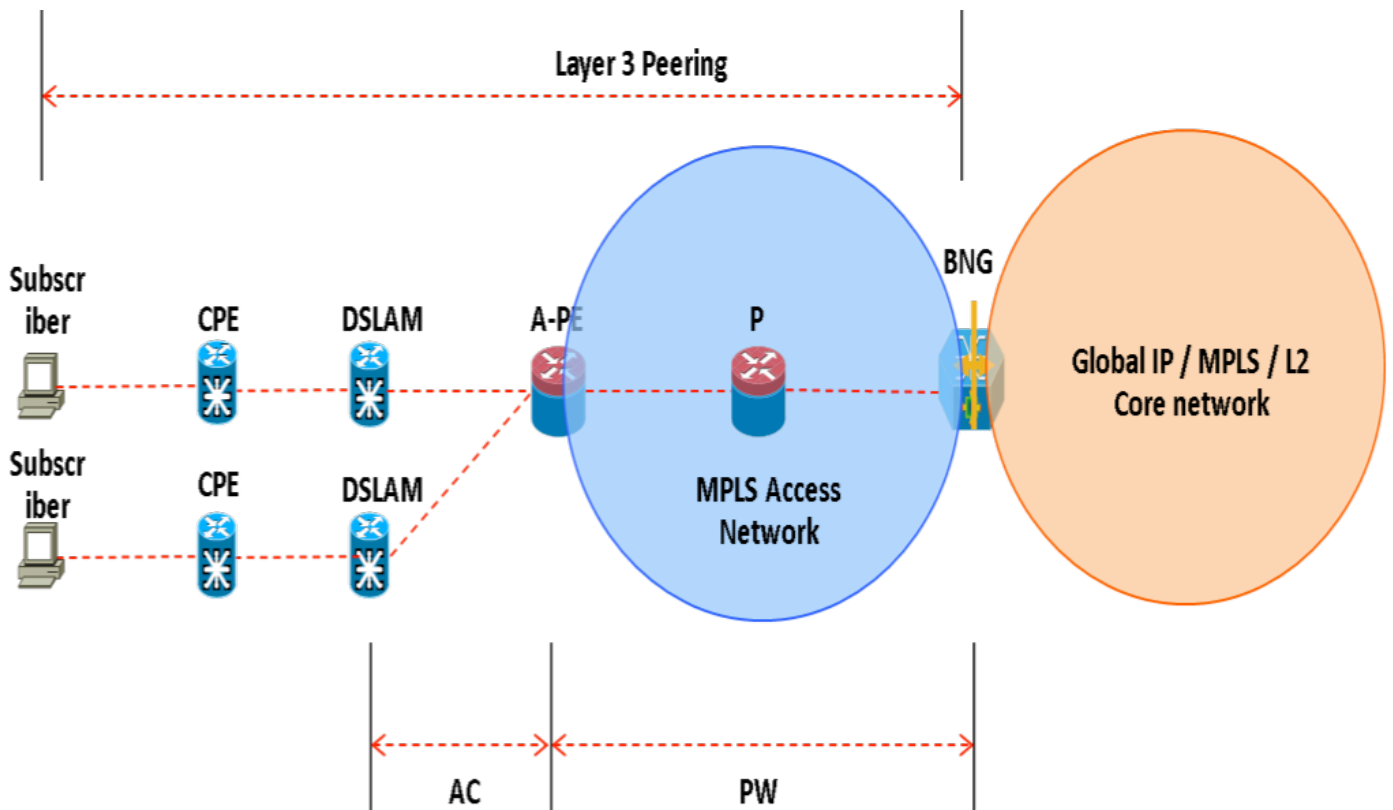 Layer 3 Peering
BNG
Subscr
iber
CPE
DSLAM
A-PE
P
Global IP / MPLS / L2
Core network
Subscr
iber
CPE
DSLAM
MPLS Access
Network
AC
PW